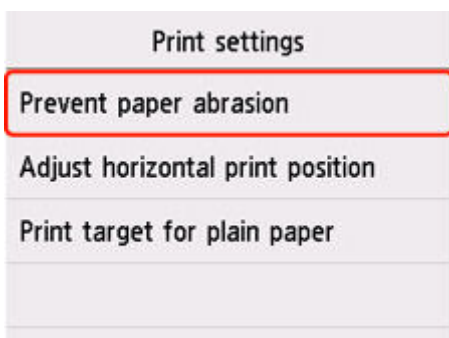 Print settings
Prevent paper abrasion
Adjust horizontal print position
Print target for plain paper